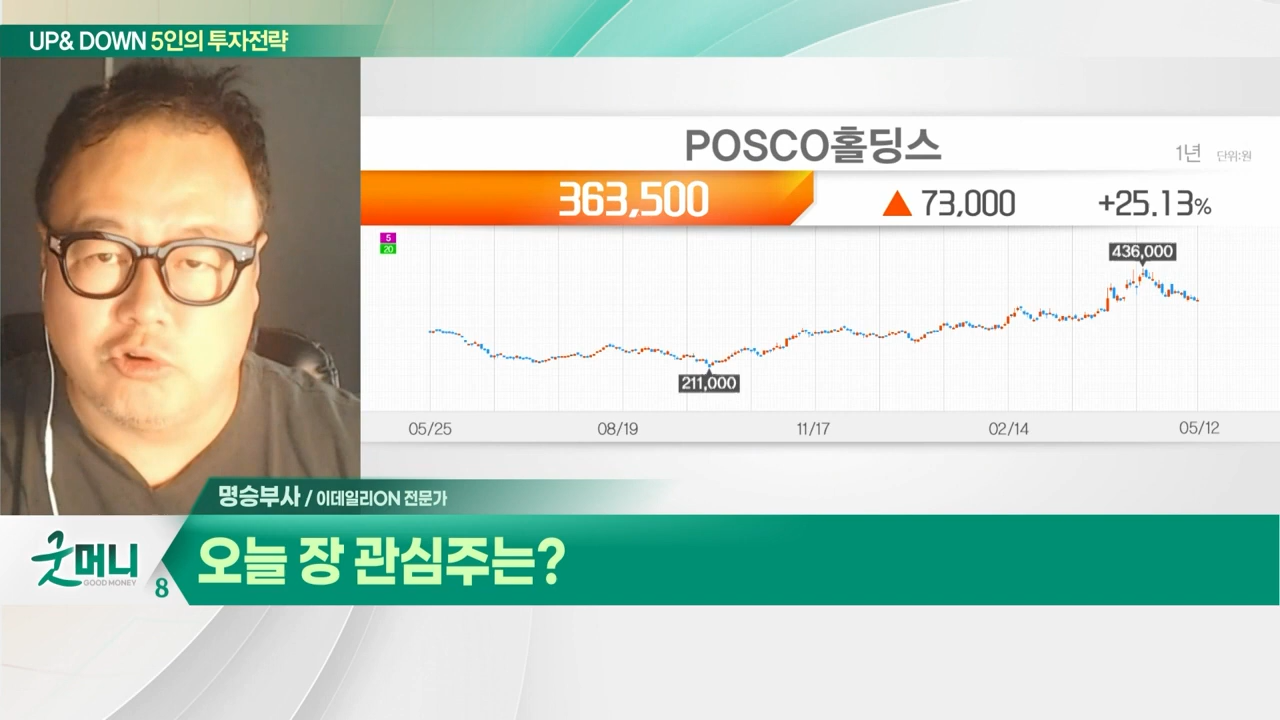 UP& DOWN 5인의 투자전략
POSCO홀딩스
1년 단위:원
363,500 ▲ 73,000 +25.13%
5
20
436,000
211,000
05/25 08/19 11/17 02/14 05/12
명승부사 / 이데일리ON 전문가
굿머니
GOOD MONEY
8
오늘 장 관심주는?